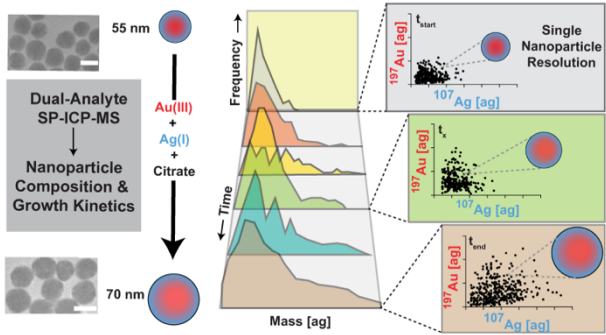 55 nm
Dual-Analyte
SP-ICP-MS
Nanoparticle
Composition &
Growth Kinetics
Au(III)
+
Ag(I)
+
Citrate
70 nm
Frequency
Time
Mass [ag]
tstart
197Au [ag]
107Ag [ag]
Single
Nanoparticle
Resolution
tx
197Au [ag]
107Ag [ag]
tend
197Au [ag]
107Ag [ag]